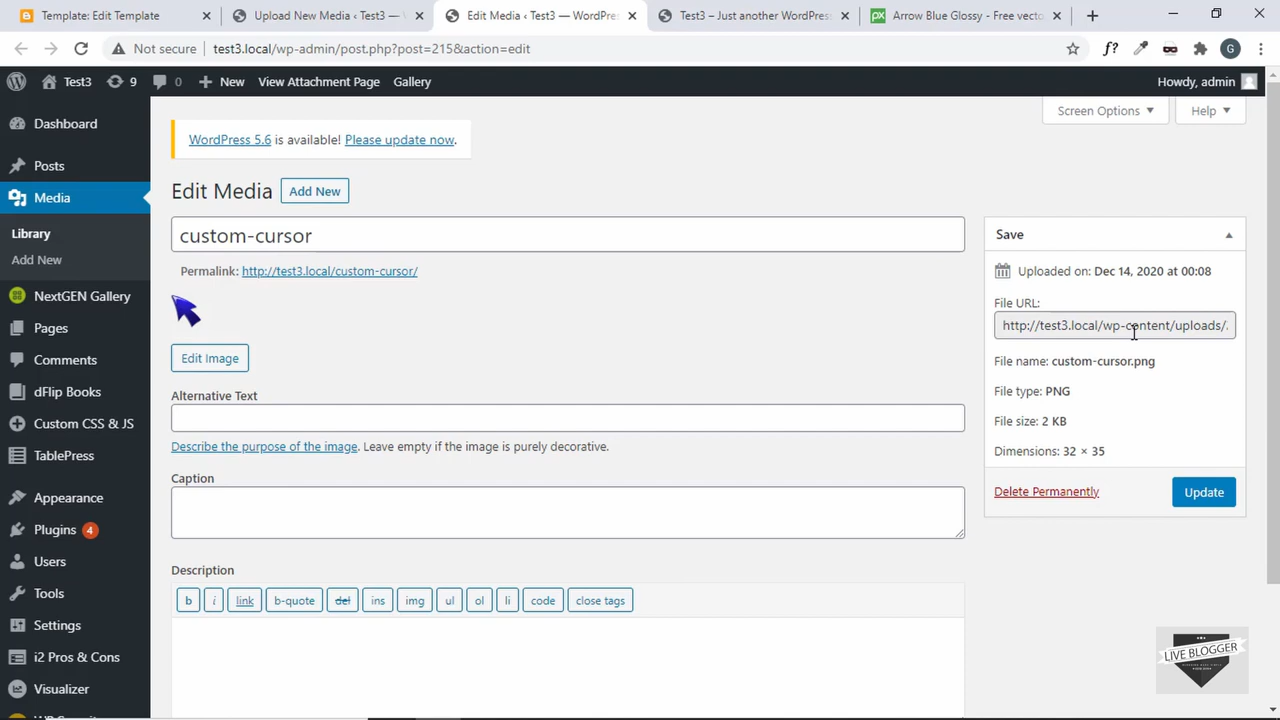 Template: Edit Template
Upload New Media ‹ Test3 —
Edit Media ‹ Test3 — WordPres
Test3 – Just another WordPress
Arrow Blue Glossy - Free vecto
Not secure
test3.local/wp-admin/post.php?post=215&action=edit
f?
G
Test3
9
0
New
View Attachment Page
Gallery
Howdy, admin
Screen Options
Help
Dashboard
Posts
Media
Library
Add New
NextGEN Gallery
Pages
Comments
dFlip Books
Custom CSS & JS
TablePress
Appearance
Plugins 4
Users
Tools
Settings
i2 Pros & Cons
Visualizer
WordPress 5.6 is available! Please update now.
Edit Media
Add New
custom-cursor
Permalink: http://test3.local/custom-cursor/
Edit Image
Alternative Text
Describe the purpose of the image. Leave empty if the image is purely decorative.
Caption
Description
b
i
link
b-quote
del
ins
img
ul
ol
li
code
close tags
Save
Uploaded on: Dec 14, 2020 at 00:08
File URL:
http://test3.local/wp-content/uploads/
File name: custom-cursor.png
File type: PNG
File size: 2 KB
Dimensions: 32 × 35
Delete Permanently
Update
LIVE BLOGGER